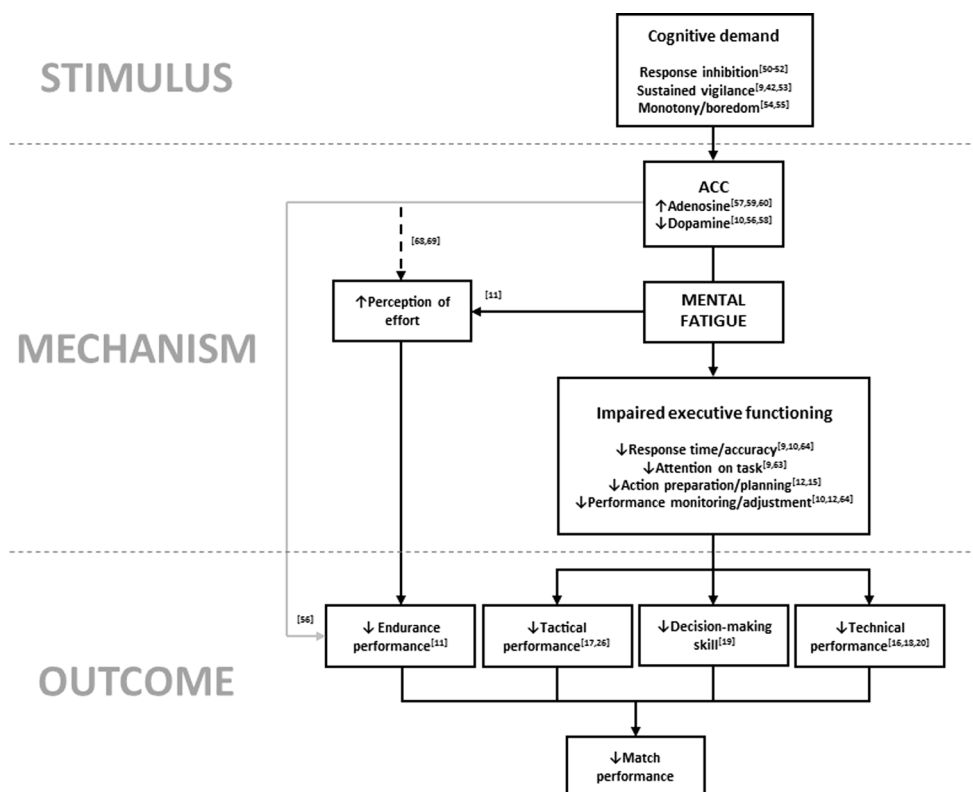 STIMULUS
Cognitive demand
Response inhibition[50-52]
Sustained vigilance[9,42,53]
Monotony/boredom[54,55]
MECHANISM
ACC
↑Adenosine[57,59,60]
↓Dopamine[10,56,58]
[68,69]
↑Perception of
effort
[11]
MENTAL
FATIGUE
Impaired executive functioning
↓Response time/accuracy[9,10,64]
↓Attention on task[9,63]
↓Action preparation/planning[12,15]
↓Performance monitoring/adjustment[10,12,64]
OUTCOME
[56]
↓ Endurance
performance[11]
↓Tactical
performance[17,26]
↓Decision-making
skill[19]
↓Technical
performance[16,18,20]
↓Match
performance